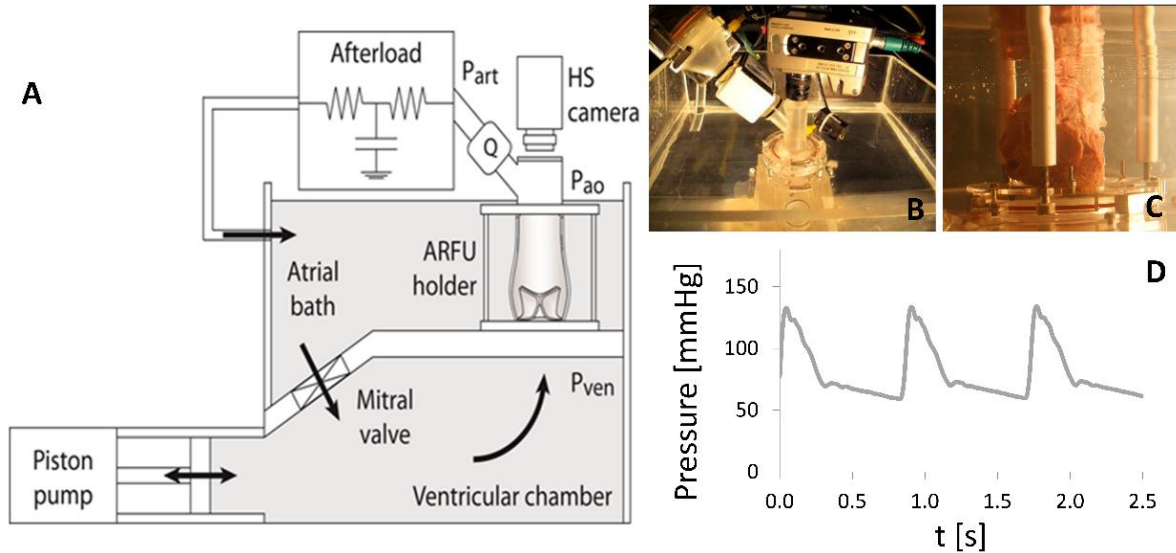 A
Afterload
P_art
HS
camera
Q
P_ao
ARFU
holder
Atrial
bath
Mitral
valve
P_ven
Piston
pump
Ventricular chamber
B
C
D
Pressure [mmHg]
150
100
50
0
0.0 0.5 1.0 1.5 2.0 2.5
t [s]